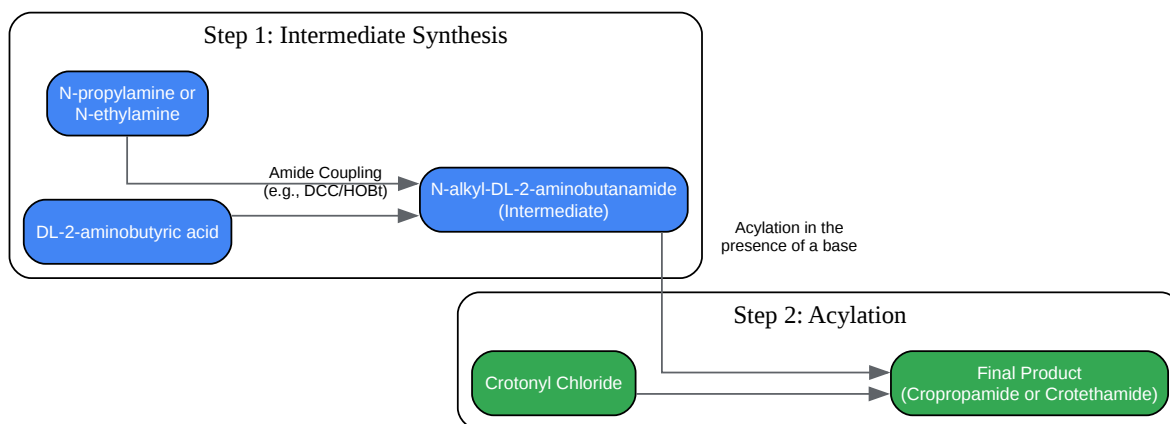 Step 1: Intermediate Synthesis
N-propylamine or
N-ethylamine
Amide Coupling
(e.g., DCC/HOBt)
N-alkyl-DL-2-aminobutanamide
(Intermediate)
DL-2-aminobutyric acid
Acylation in the
presence of a base
Step 2: Acylation
Crotonyl Chloride
Final Product
(Cropropamide or Crotethamide)